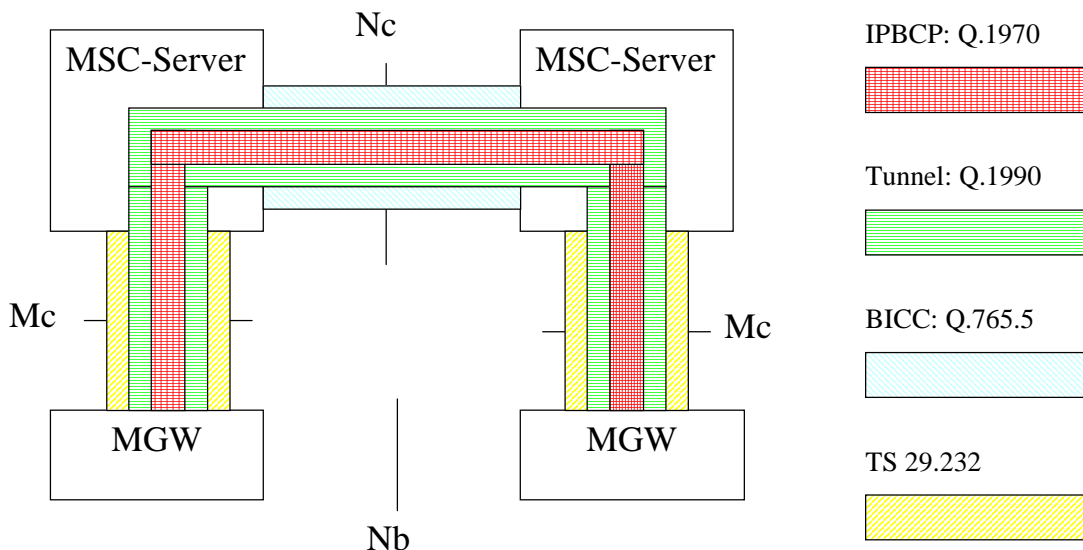 Nc
MSC-Server
MSC-Server
IPBCP: Q.1970
Tunnel: Q.1990
Mc
Mc
BICC: Q.765.5
MGW
MGW
TS 29.232
Nb